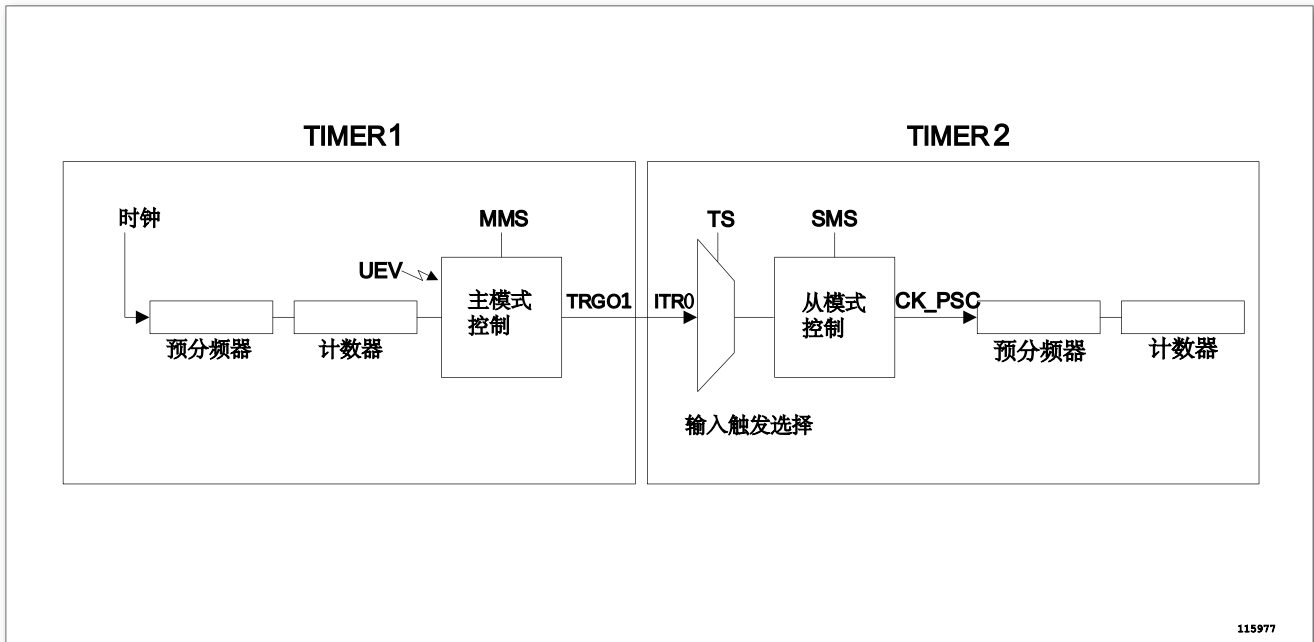 TIMER1
TIMER2
时钟
MMS
TS
SMS
UEV
主模式
控制
TRGO1
ITR0
从模式
控制
CK_PSC
预分频器
计数器
预分频器
计数器
输入触发选择
115977